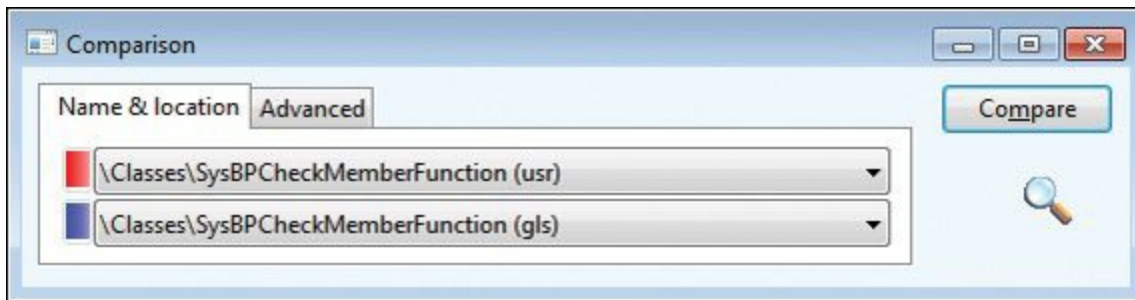 Comparison
Name & location Advanced
Compare
\Classes\SysBPCheckMemberFunction (usr)
\Classes\SysBPCheckMemberFunction (gls)